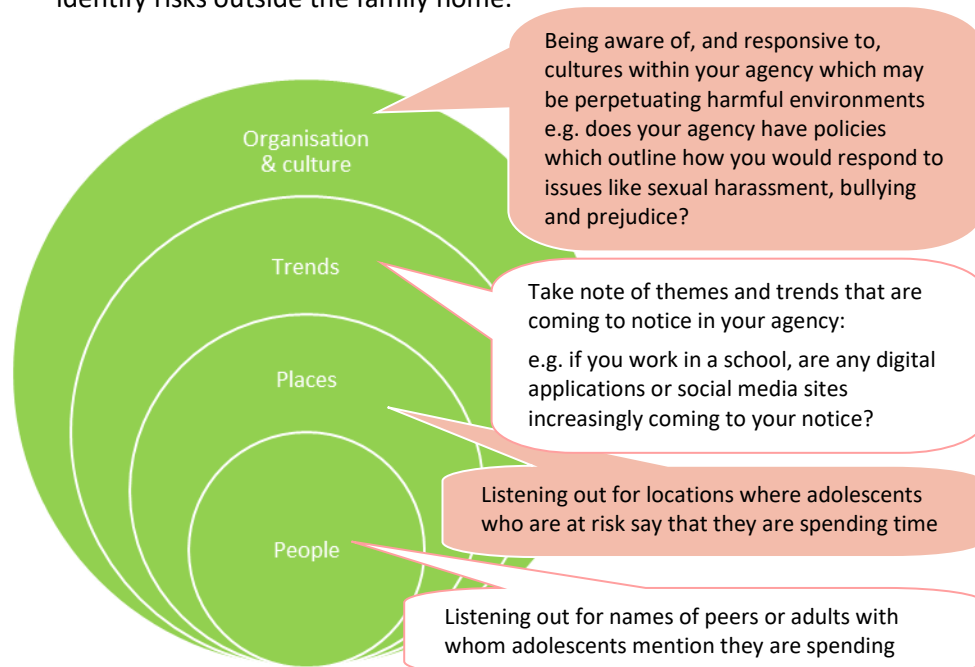 identify risks outside the family home:
Being aware of, and responsive to,
cultures within your agency which may
be perpetuating harmful environments
e.g. does your agency have policies
which outline how you would respond to
issues like sexual harassment, bullying
and prejudice?
Organisation
& culture
Trends
Take note of themes and trends that are
coming to notice in your agency:
e.g. if you work in a school, are any digital
applications or social media sites
increasingly coming to your notice?
Places
Listening out for locations where adolescents
who are at risk say that they are spending time
People
Listening out for names of peers or adults with
whom adolescents mention they are spending